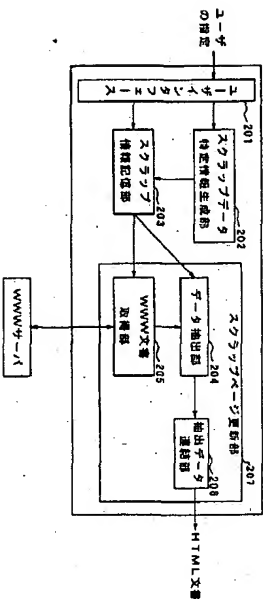 ユーザ
の指定
ユーザインタフェース
201
スクラップデータ
特定情報生成部
202
スクラップ
情報記憶部
203
スクラップページ更新部
207
データ抽出部
204
WWW文書
取得部
205
抽出データ
連結部
206
HTML文書
WWWサーバ